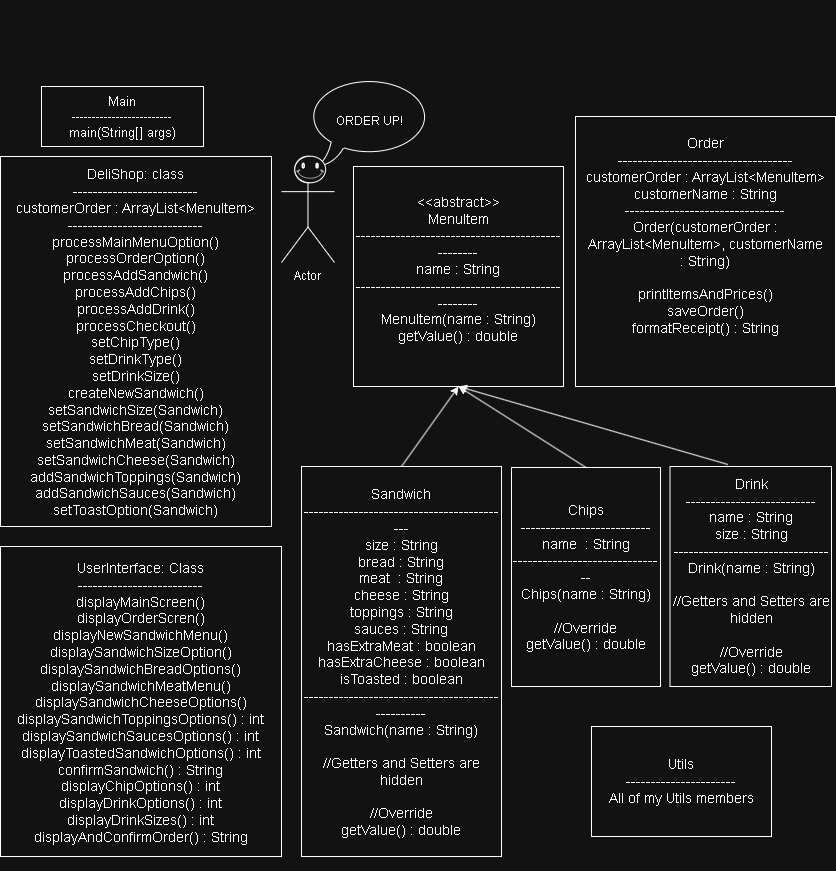 Main
------------------------
main(String[] args)
ORDER UP!
Actor
DeliShop: class
-------------------------
customerOrder : ArrayList<MenuItem>
---------------------------
processMainMenuOption()
processOrderOption()
processAddSandwich()
processAddChips()
processAddDrink()
processCheckout()
setChipType()
setDrinkType()
setDrinkSize()
createNewSandwich()
setSandwichSize(Sandwich)
setSandwichBread(Sandwich)
setSandwichMeat(Sandwich)
setSandwichCheese(Sandwich)
addSandwichToppings(Sandwich)
addSandwichSauces(Sandwich)
setToastOption(Sandwich)
<<abstract>>
MenuItem
-----------------------------------------
--------
name : String
-----------------------------------------
--------
MenuItem(name : String)
getValue() : double
Order
-----------------------------------
customerOrder : ArrayList<MenuItem>
customerName : String
--------------------------------
Order(customerOrder :
ArrayList<MenuItem>, customerName
: String)
printItemsAndPrices()
saveOrder()
formatReceipt() : String
UserInterface: Class
-------------------------
displayMainScreen()
displayOrderScren()
displayNewSandwichMenu()
displaySandwichSizeOption()
displaySandwichBreadOptions()
displaySandwichMeatMenu()
displaySandwichCheeseOptions()
displaySandwichToppingsOptions() : int
displaySandwichSaucesOptions() : int
displayToastedSandwichOptions() : int
confirmSandwich() : String
displayChipOptions() : int
displayDrinkOptions() : int
displayDrinkSizes() : int
displayAndConfirmOrder() : String
Sandwich
---------------------------------------
---
size : String
bread : String
meat  : String
cheese : String
toppings : String
sauces : String
hasExtraMeat : boolean
hasExtraCheese : boolean
isToasted : boolean
---------------------------------------
----------
Sandwich(name : String)
//Getters and Setters are
hidden
//Override
getValue() : double
Chips
--------------------------
name  : String
-----------------------------
--
Chips(name : String)
//Override
getValue() : double
Drink
--------------------------
name : String
size : String
-------------------------------
Drink(name : String)
//Getters and Setters are
hidden
//Override
getValue() : double
Utils
----------------------
All of my Utils members